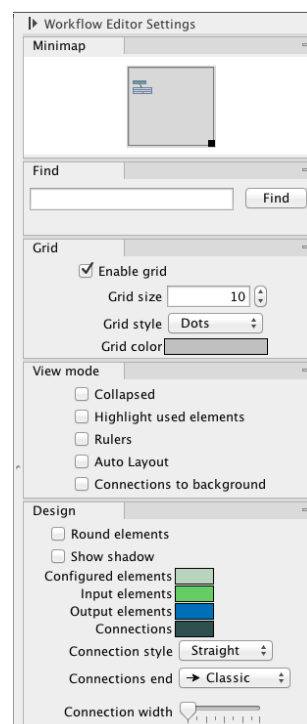 Workflow Editor Settings
Minimap
Find
Find
Grid
Enable grid
Grid size 10
Grid style Dots
Grid color
View mode
Collapsed
Highlight used elements
Rulers
Auto Layout
Connections to background
Design
Round elements
Show shadow
Configured elements
Input elements
Output elements
Connections
Connection style Straight
Connections end Classic
Connection width